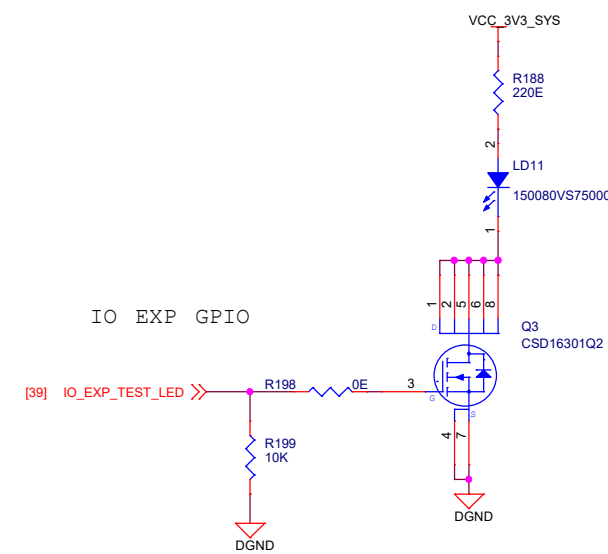 VCC_3V3_SYS
R188
220E
2
LD11
150080VS75000
1
1
2
5
6
8
D
Q3
CSD16301Q2
IO EXP GPIO
[39] IO_EXP_TEST_LED
R198
0E
3
G
S
4
7
R199
10K
DGND
DGND